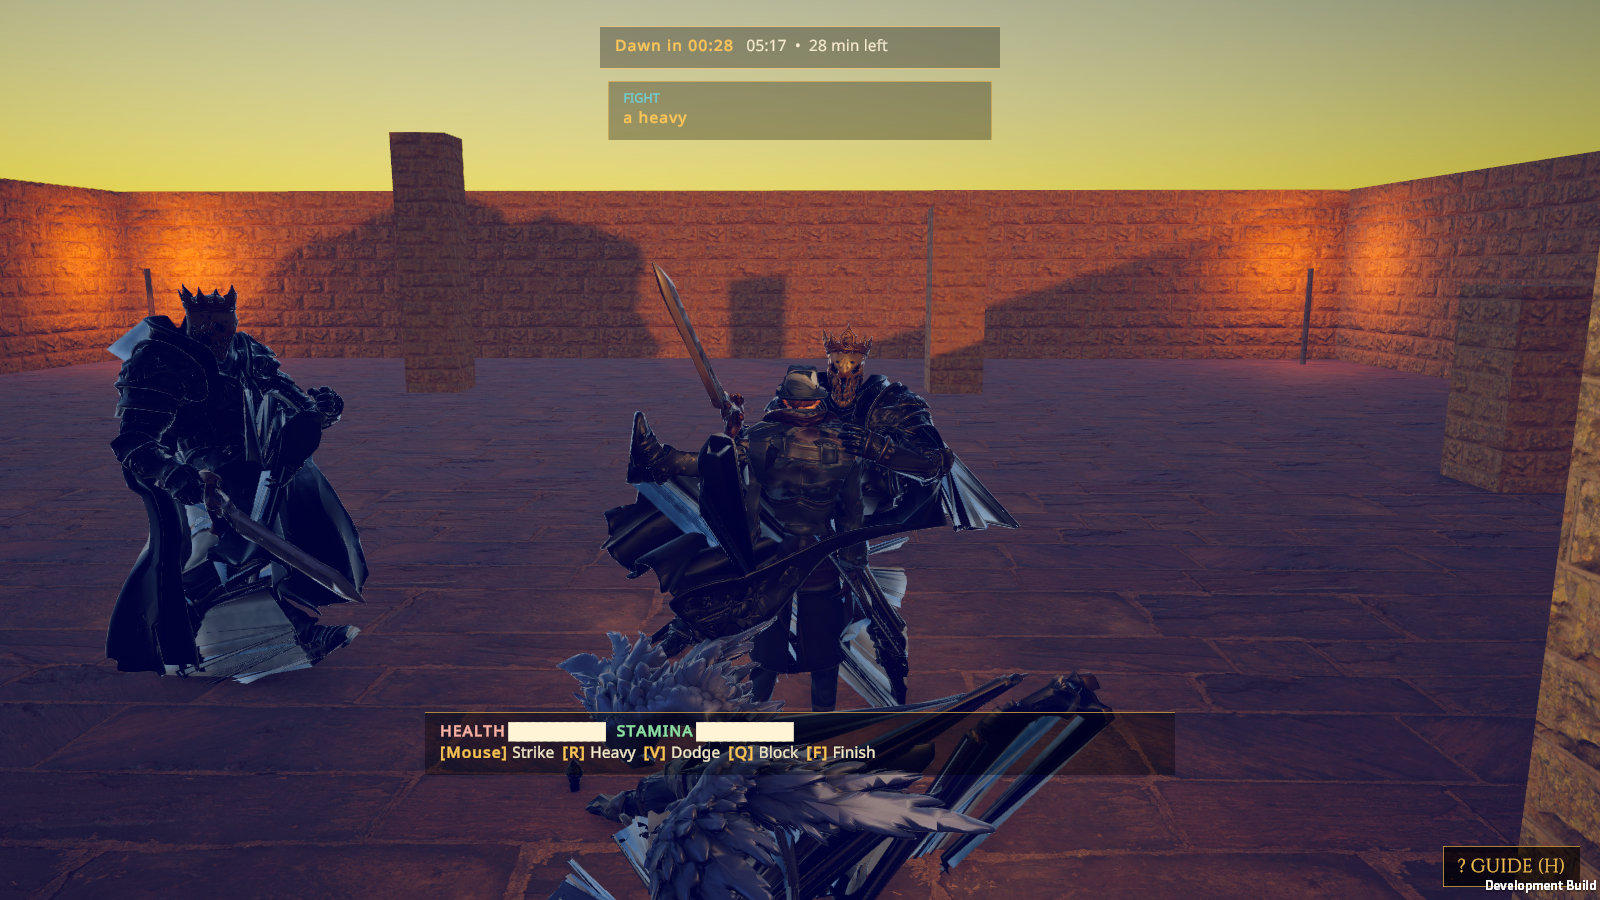 Dawn in 00:28 05:17 • 28 min left
FIGHT
a heavy
HEALTH STAMINA
[Mouse] Strike [R] Heavy [V] Dodge [Q] Block [F] Finish
? GUIDE (H)
Development Build